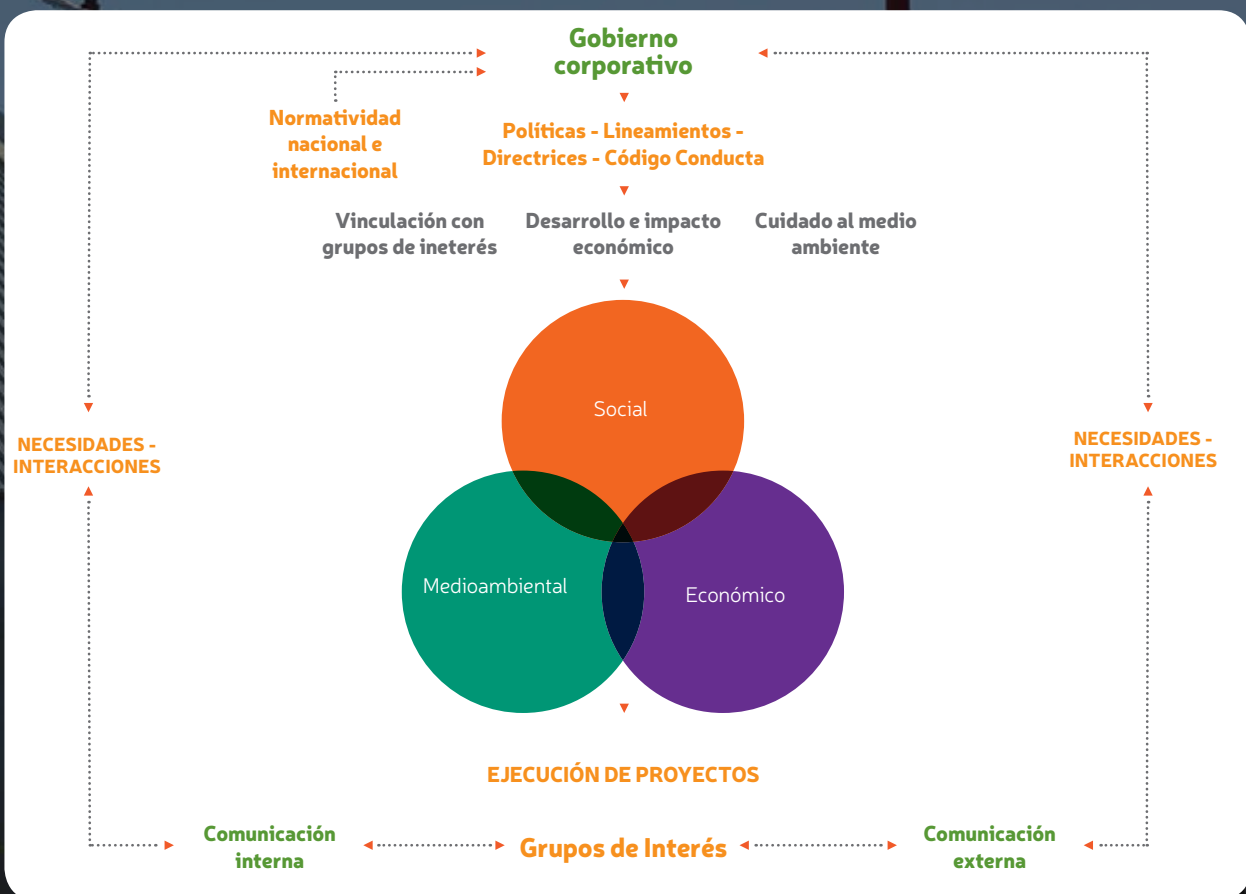 Gobierno
corporativo
Normatividad
nacional e
internacional
Políticas - Lineamientos -
Directrices - Código Conducta
Vinculación con
grupos de ineterés
Desarrollo e impacto
económico
Cuidado al medio
ambiente
Social
NECESIDADES -
INTERACCIONES
NECESIDADES -
INTERACCIONES
Medioambiental
Económico
EJECUCIÓN DE PROYECTOS
Comunicación
interna
Grupos de Interés
Comunicación
externa